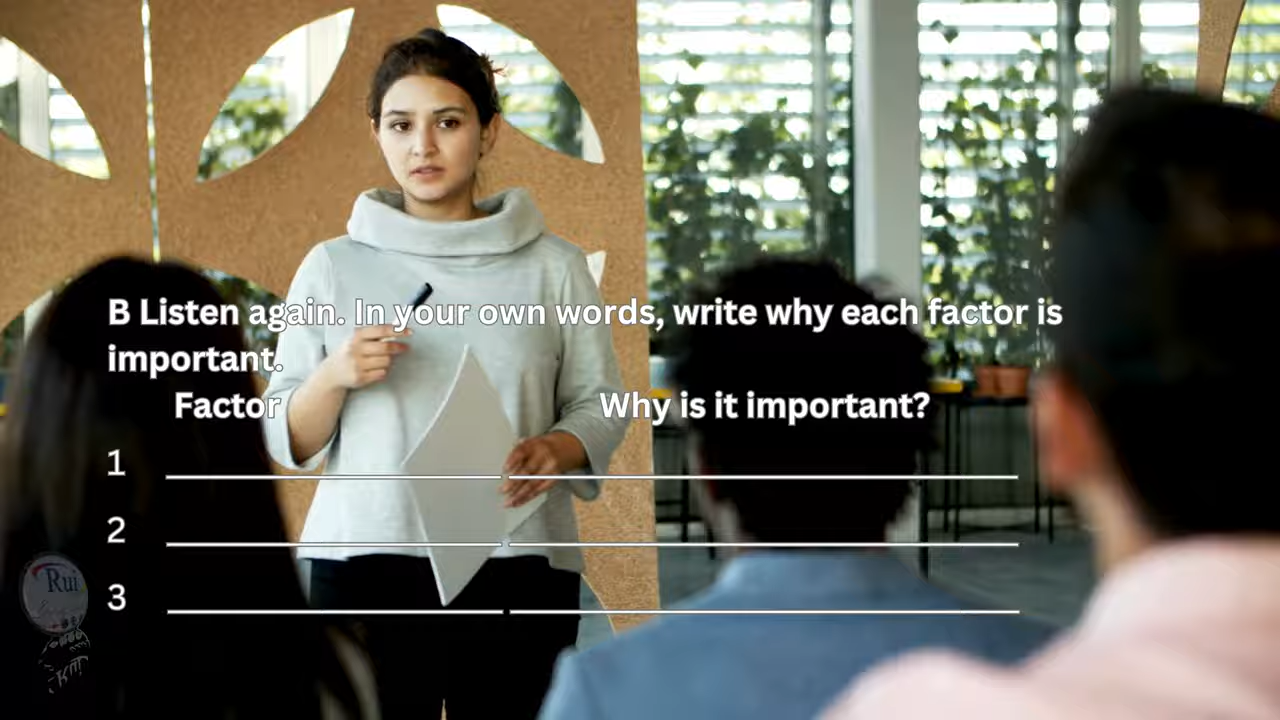 B Listen again. In your own words, write why each factor is
important.
Factor Why is it important?
1
2
3
Rui